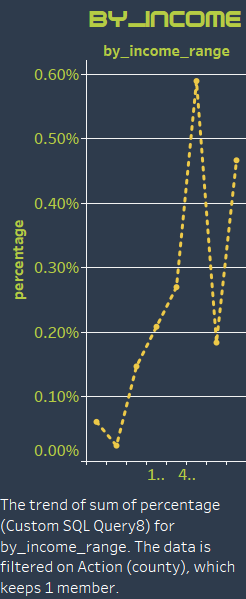 BY_INCOME
by_income_range
0.60%
0.50%
0.40%
percentage
0.30%
0.20%
0.10%
0.00%
1.. 4..
The trend of sum of percentage
(Custom SQL Query8) for
by_income_range. The data is
filtered on Action (county), which
keeps 1 member.